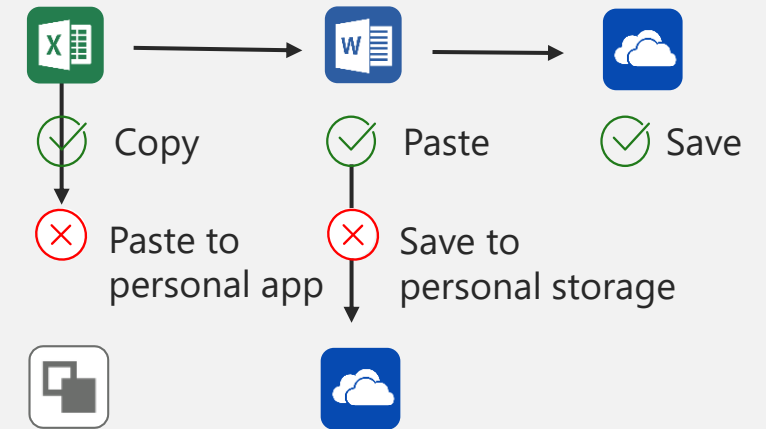 X
W
Copy
Paste
Save
Paste to
personal app
Save to
personal storage